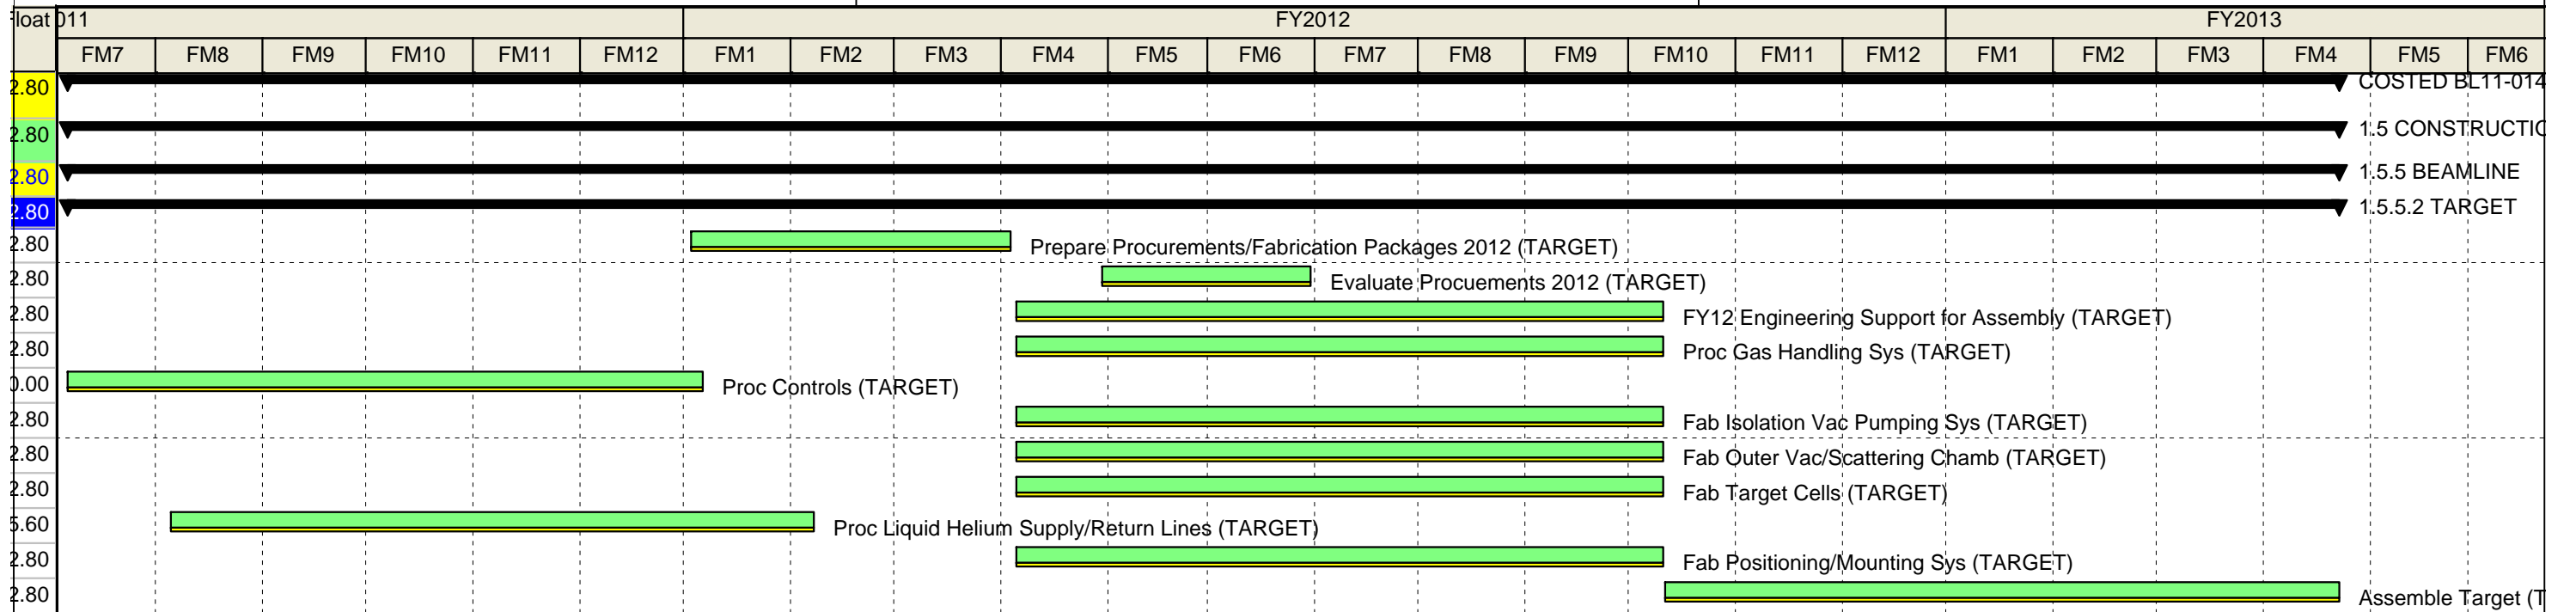 loat 011 FY2012 FY2013
FM7 FM8 FM9 FM10 FM11 FM12 FM1 FM2 FM3 FM4 FM5 FM6 FM7 FM8 FM9 FM10 FM11 FM12 FM1 FM2 FM3 FM4 FM5 FM6
2.80 COSTED BL11-014
2.80 1.5 CONSTRUCTIO
2.80 1.5.5 BEAMLINE
2.80 1.5.5.2 TARGET
2.80 Prepare Procurements/Fabrication Packages 2012 (TARGET)
2.80 Evaluate Procuements 2012 (TARGET)
2.80 FY12 Engineering Support for Assembly (TARGET)
2.80 Proc Gas Handling Sys (TARGET)
0.00 Proc Controls (TARGET)
2.80 Fab Isolation Vac Pumping Sys (TARGET)
2.80 Fab Outer Vac/Scattering Chamb (TARGET)
2.80 Fab Target Cells (TARGET)
5.60 Proc Liquid Helium Supply/Return Lines (TARGET)
2.80 Fab Positioning/Mounting Sys (TARGET)
2.80 Assemble Target (T